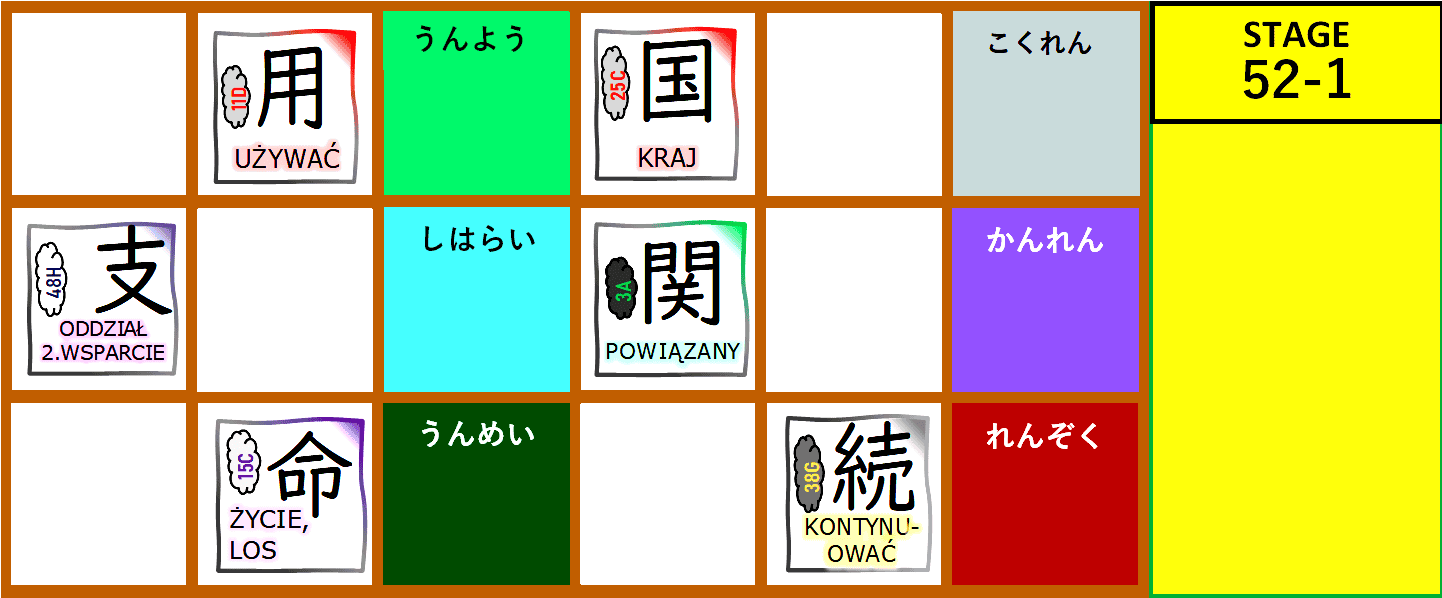 11D
用
UŻYWAĆ
うんよう
25C
国
KRAJ
こくれん
STAGE
52-1
48H
支
ODDZIAŁ
2.WSPARCIE
しはらい
3A
関
POWIĄZANY
かんれん
15C
命
ŻYCIE,
LOS
うんめい
38G
続
KONTYNU-
OWAĆ
れんぞく